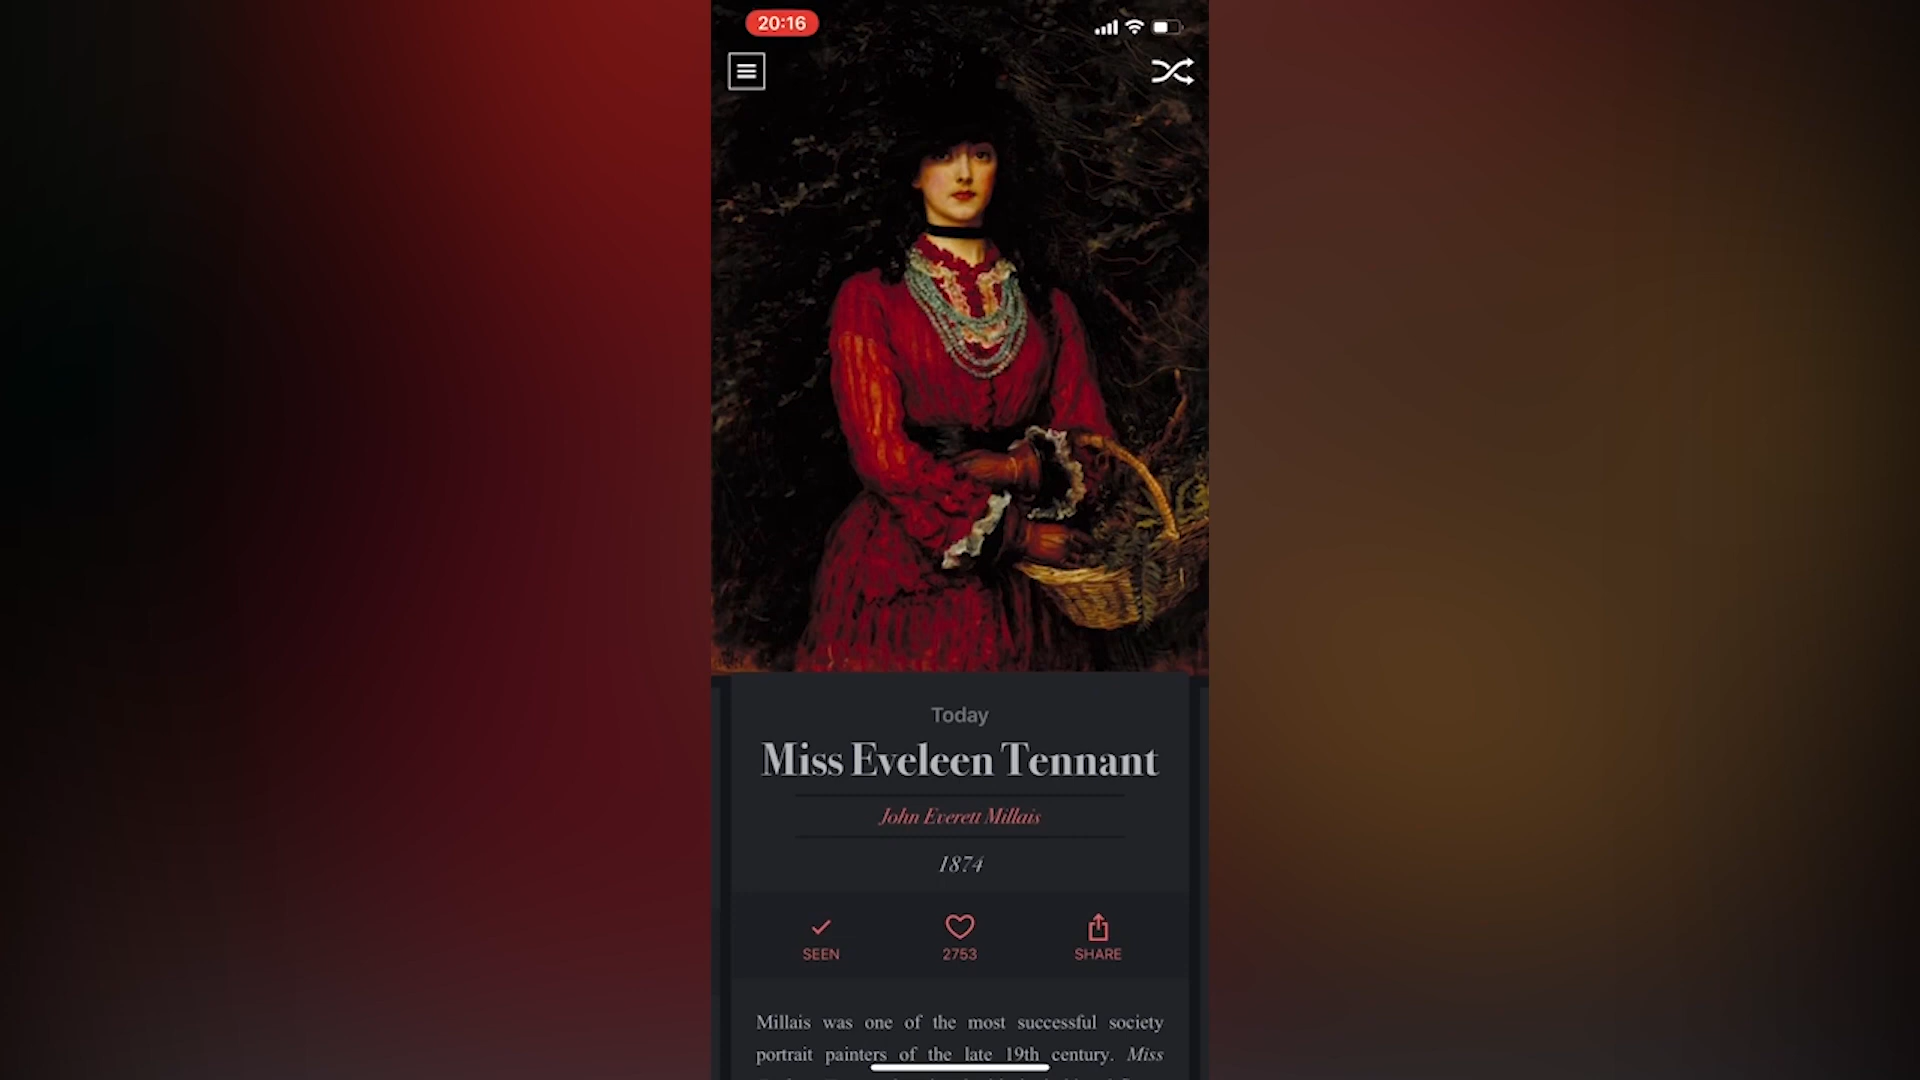 20:16
Today
Miss Eveleen Tennant
John Everett Millais
1874
SEEN
2753
SHARE
Millais was one of the most successful society
portrait painters of the late 19th century. Miss